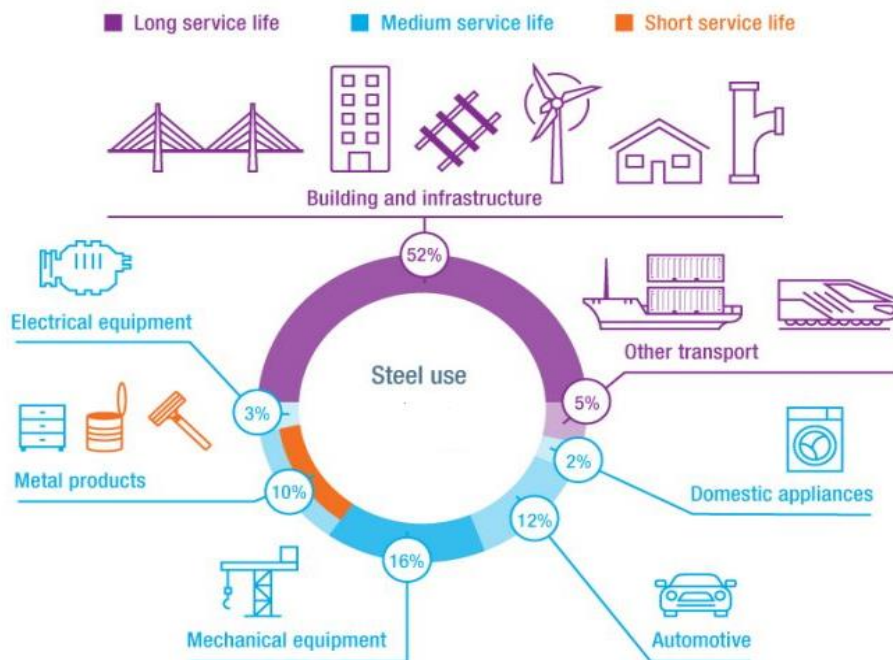 Long service life
Medium service life
Short service life
Building and infrastructure
52%
Electrical equipment
Other transport
Steel use
3%
5%
Metal products
2%
Domestic appliances
10%
12%
16%
Mechanical equipment
Automotive